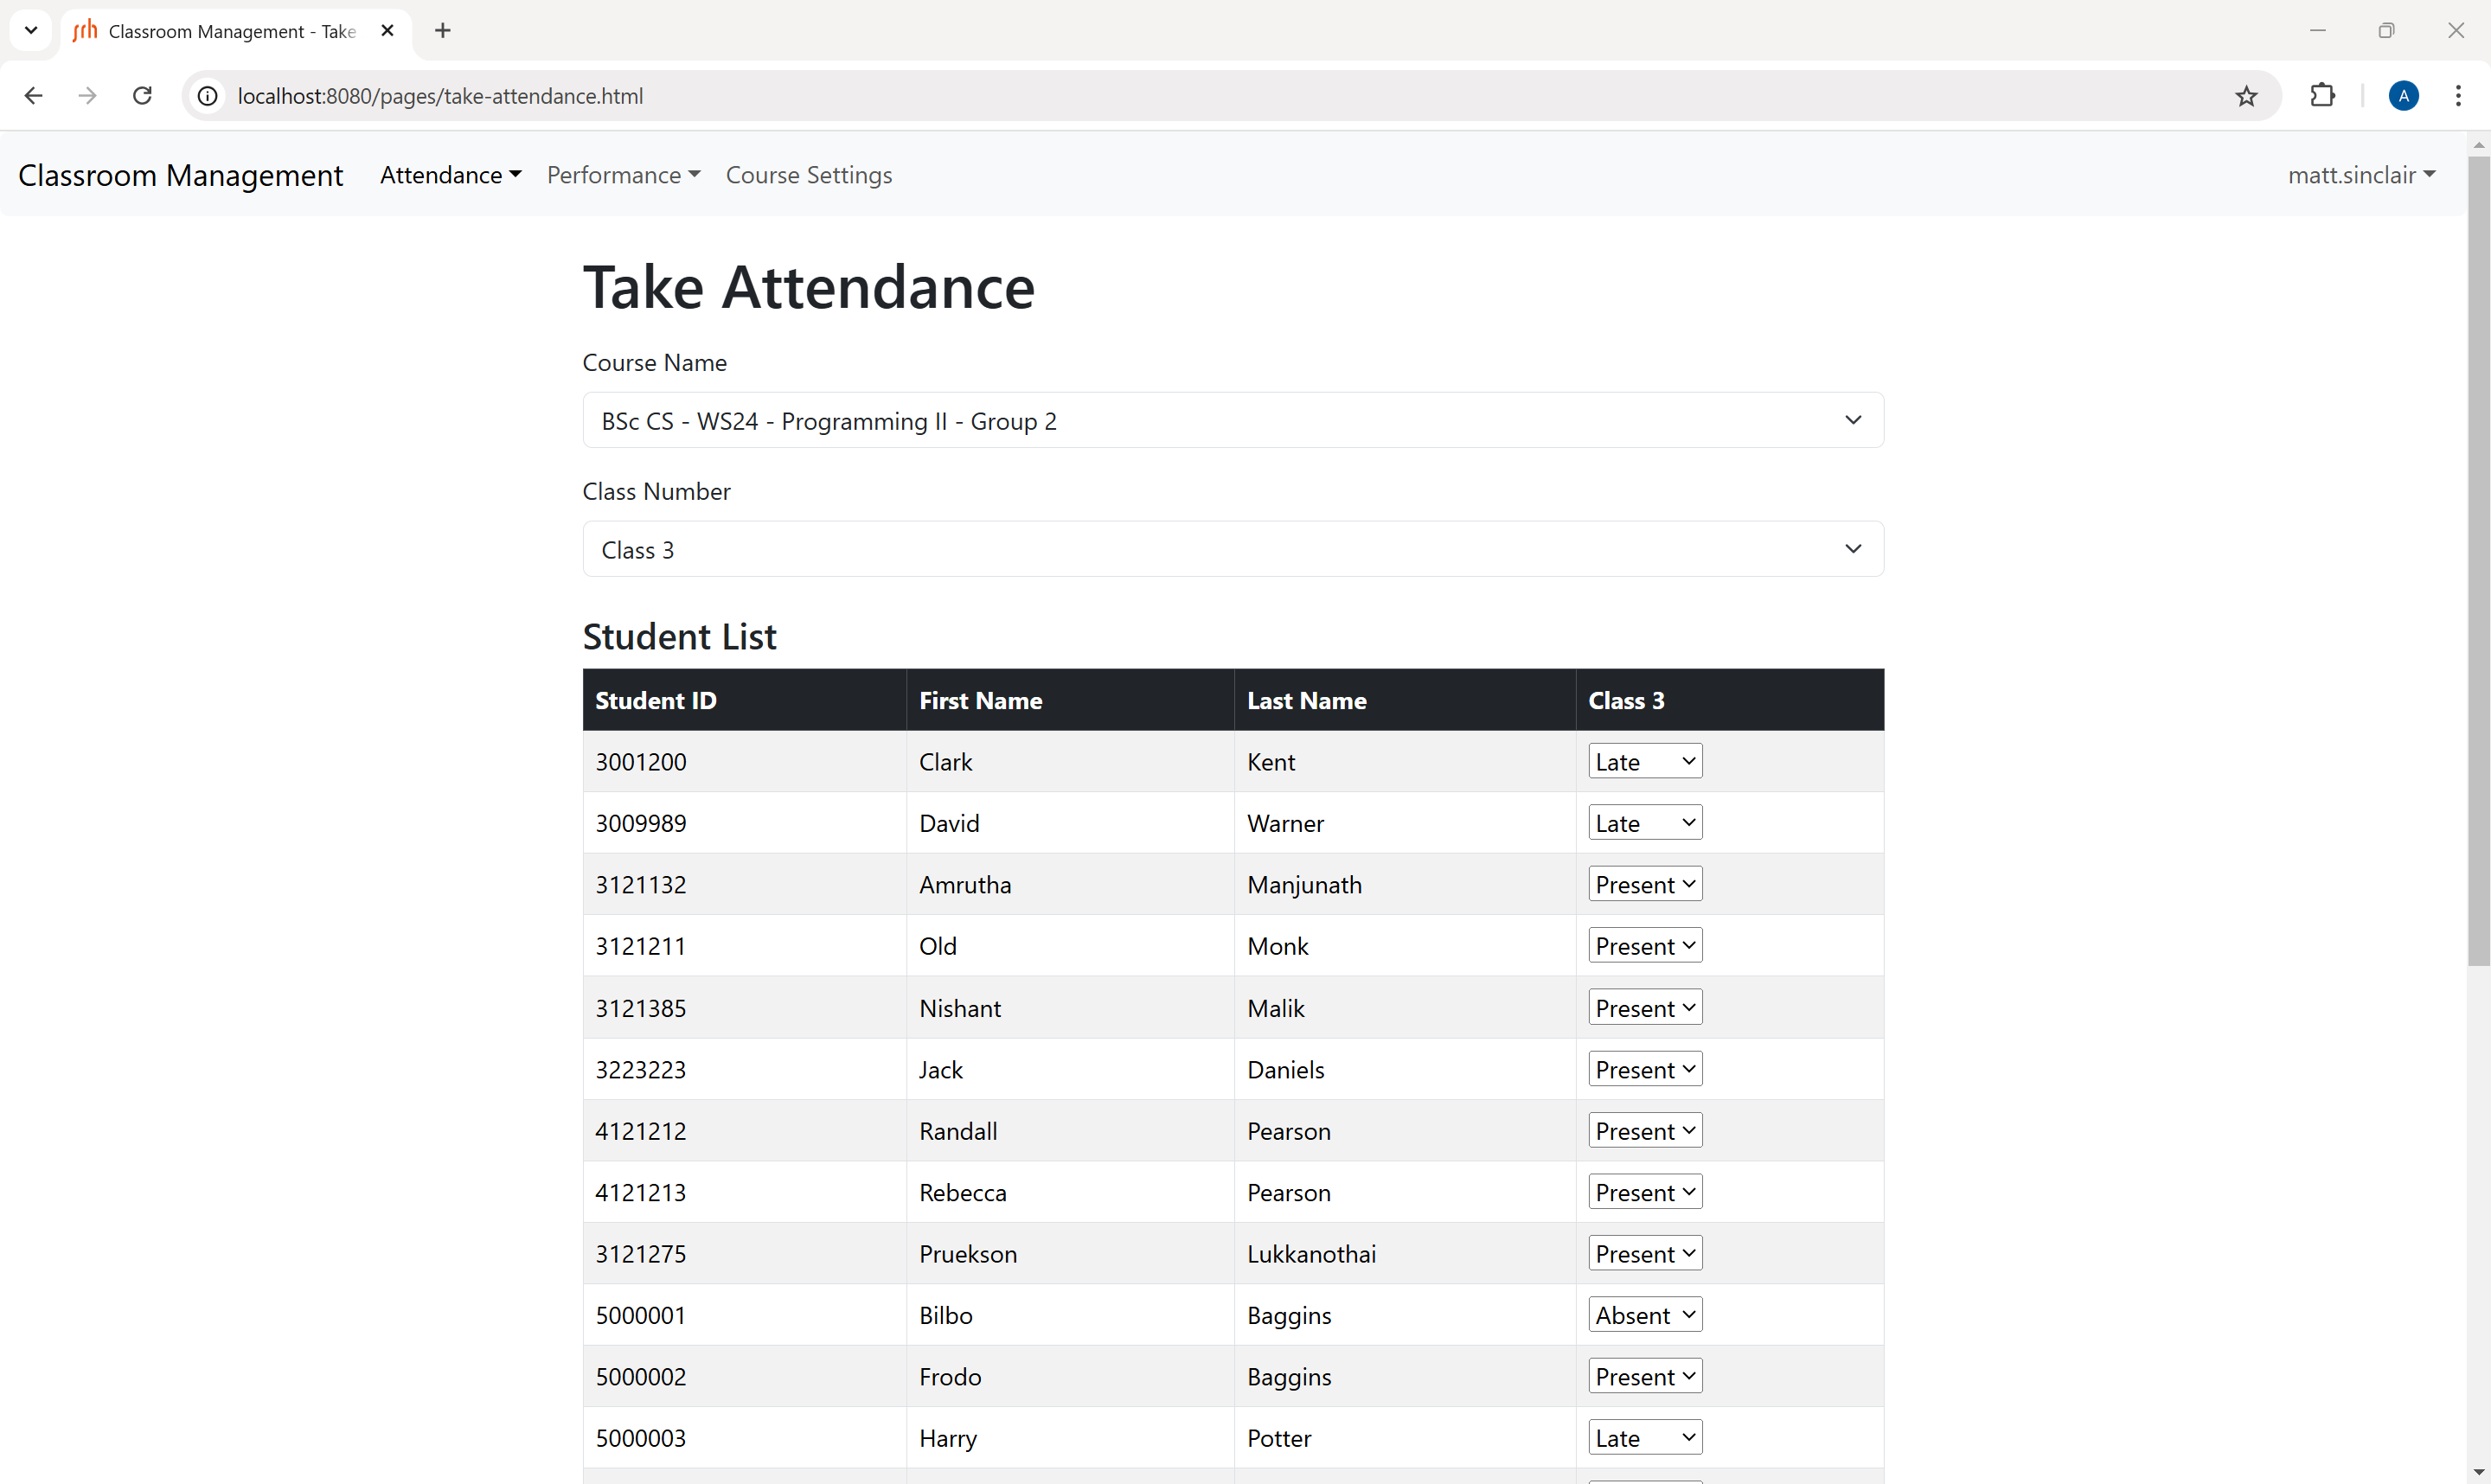 srh Classroom Management - Take
localhost:8080/pages/take-attendance.html
A
Classroom Management Attendance Performance Course Settings matt.sinclair
Take Attendance
Course Name
BSc CS - WS24 - Programming II - Group 2
Class Number
Class 3
Student List
Student ID First Name Last Name Class 3
3001200 Clark Kent Late
3009989 David Warner Late
3121132 Amrutha Manjunath Present
3121211 Old Monk Present
3121385 Nishant Malik Present
3223223 Jack Daniels Present
4121212 Randall Pearson Present
4121213 Rebecca Pearson Present
3121275 Pruekson Lukkanothai Present
5000001 Bilbo Baggins Absent
5000002 Frodo Baggins Present
5000003 Harry Potter Late